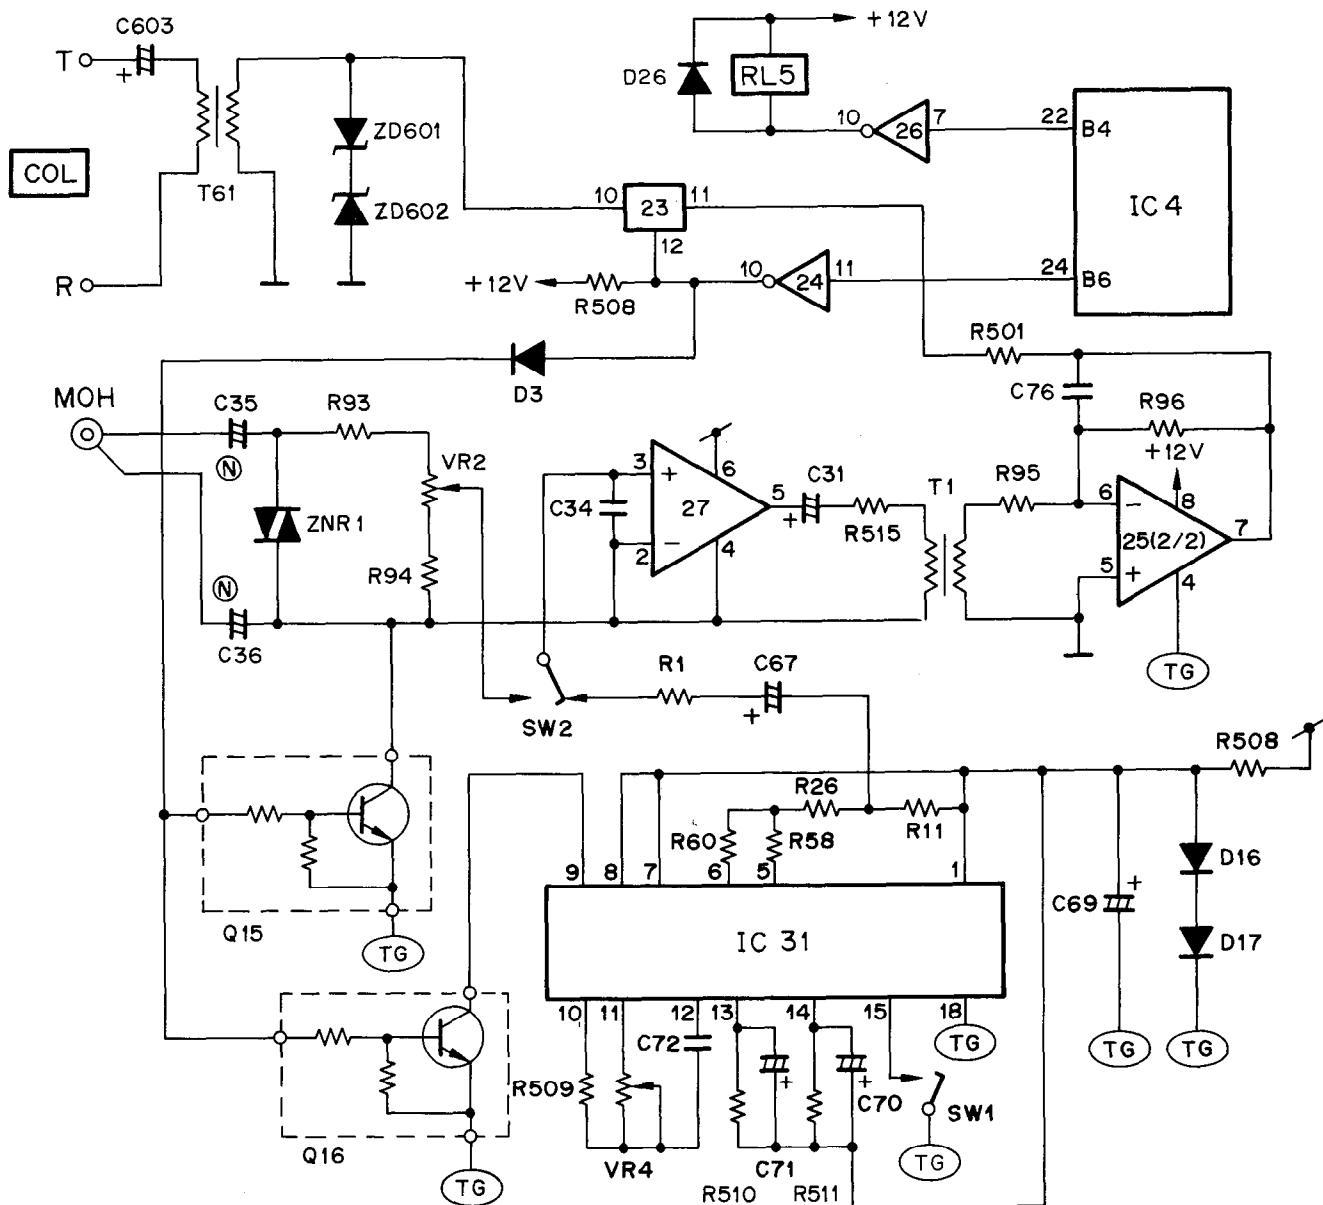 C603
T
+
ZD601
COL
T61
ZD602
R
+12V
D26
RL5
10
26
7
22
B4
IC 4
10
23
11
12
+12V
R508
10
24
11
24
B6
D3
R501
C76
R96
+12V
MOH
C35
R93
N
VR2
ZNR1
R94
N
C36
3
+
6
C34
27
5
C31
+
R515
2
−
4
T1
R95
6
−
8
25(2/2)
7
5
+
4
TG
SW2
R1
C67
+
R508
R26
R11
R60
R58
9
8
7
6
5
1
IC 31
Q15
TG
C69
+
D16
D17
TG
TG
10
11
12
13
14
15
18
TG
C72
R509
+
+
C70
SW1
TG
VR4
C71
R510
R511
Q16
TG